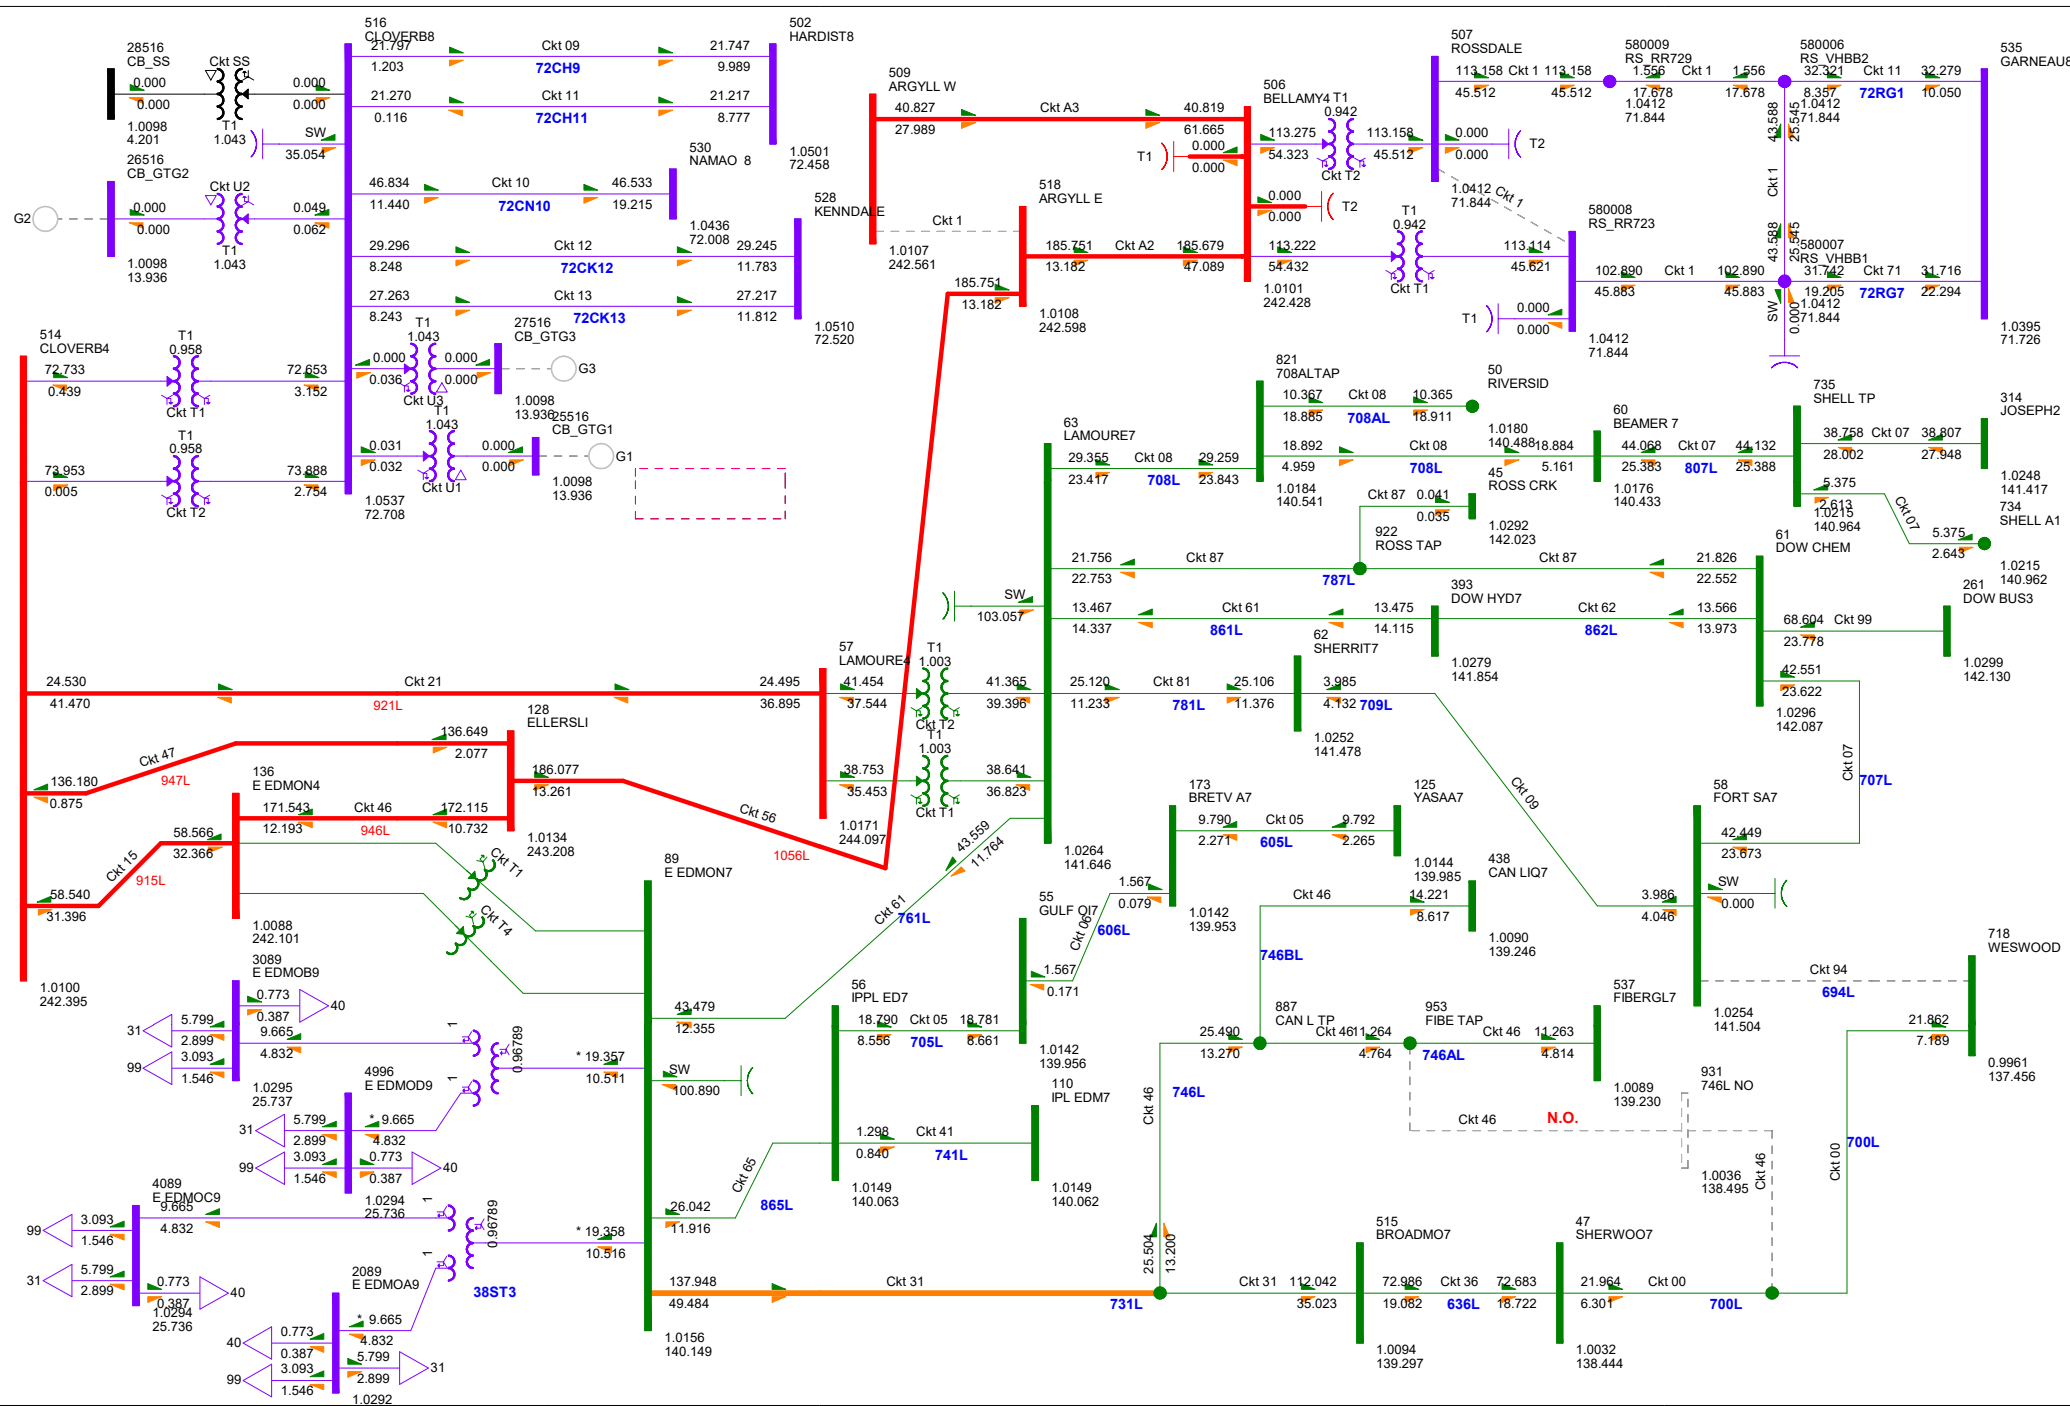 516
CLOVERB8
502
HARDIST8
28516
CB_SS
Ckt SS
0.000
0.000
0.000
0.000
T1
1.043
1.0098
4.201
21.797
1.203
Ckt 09
72CH9
21.747
9.989
21.270
0.116
Ckt 11
72CH11
21.217
8.777
1.0501
72.458
SW
35.054
26516
CB_GTG2
G2
0.000
0.000
Ckt U2
0.049
0.062
T1
1.043
1.0098
13.936
530
NAMAO 8
46.834
11.440
Ckt 10
72CN10
46.533
19.215
1.0436
72.008
528
KENNDALE
29.296
8.248
Ckt 12
72CK12
29.245
11.783
27.263
8.243
Ckt 13
72CK13
27.217
11.812
1.0510
72.520
514
CLOVERB4
72.733
0.439
T1
0.958
Ckt T1
72.653
3.152
73.953
0.005
T1
0.958
Ckt T2
73.888
2.754
T1
1.043
0.000
0.036
0.000
0.000
Ckt U3
27516
CB_GTG3
G3
1.0098
13.936
T1
1.043
0.031
0.032
0.000
0.000
Ckt U1
25516
CB_GTG1
G1
1.0098
13.936
1.0537
72.708
509
ARGYLL W
40.827
27.989
Ckt A3
40.819
61.665
1.0107
242.561
Ckt 1
518
ARGYLL E
185.751
13.182
Ckt A2
185.679
47.089
185.751
13.182
1.0108
242.598
506
BELLAMY4
T1
0.000
0.000
T2
0.000
0.000
113.275
54.323
T1
0.942
Ckt T2
113.158
45.512
113.222
54.432
T1
0.942
Ckt T1
113.114
45.621
1.0101
242.428
507
ROSSDALE
113.158
45.512
Ckt 1
113.158
45.512
0.000
0.000
T2
1.0412
71.844
Ckt 1
580009
RS_RR729
1.556
17.678
Ckt 1
1.556
17.678
1.0412
71.844
580006
RS_VHBB2
32.321
8.357
Ckt 11
72RG1
32.279
10.050
1.0412
71.844
535
GARNEAU8
43.588
25.545
Ckt 1
43.588
25.545
580008
RS_RR723
102.890
45.883
Ckt 1
102.890
45.883
T1
0.000
0.000
1.0412
71.844
580007
RS_VHBB1
31.742
19.205
Ckt 71
72RG7
31.716
22.294
1.0412
71.844
SW
0.000
1.0395
71.726
821
708ALTAP
10.367
18.885
Ckt 08
708AL
10.365
18.911
50
RIVERSID
1.0180
140.488
18.892
4.959
Ckt 08
708L
18.884
5.161
1.0184
140.541
63
LAMOURE7
29.355
23.417
Ckt 08
708L
29.259
23.843
60
BEAMER 7
44.068
25.383
Ckt 07
807L
44.132
25.388
1.0176
140.433
735
SHELL TP
38.758
28.002
Ckt 07
38.807
27.948
314
JOSEPH2
1.0248
141.417
5.375
2.613
1.0215
140.964
Ckt 07
734
SHELL A1
5.375
2.643
1.0215
140.962
45
ROSS CRK
Ckt 87
0.041
0.035
1.0292
142.023
922
ROSS TAP
21.756
22.753
Ckt 87
787L
Ckt 87
21.826
22.552
61
DOW CHEM
SW
103.057
13.467
14.337
Ckt 61
861L
13.475
14.115
393
DOW HYD7
Ckt 62
862L
13.566
13.973
1.0279
141.854
68.604
23.778
Ckt 99
261
DOW BUS3
1.0299
142.130
42.551
23.622
1.0296
142.087
Ckt 07
707L
24.530
41.470
Ckt 21
921L
24.495
36.895
57
LAMOURE4
41.454
37.544
T1
1.003
Ckt T2
41.365
39.396
38.753
35.453
T1
1.003
Ckt T1
38.641
36.823
1.0171
244.097
25.120
11.233
Ckt 81
781L
25.106
11.376
62
SHERRIT7
3.985
4.132
709L
1.0252
141.478
Ckt 09
58
FORT SA7
42.449
23.673
SW
0.000
3.986
4.046
1.0254
141.504
128
ELLERSLI
136.649
2.077
Ckt 47
947L
136.180
0.875
186.077
13.261
Ckt 56
1056L
1.0134
243.208
136
E EDMON4
171.543
12.193
Ckt 46
946L
172.115
10.732
58.566
32.366
Ckt 15
915L
58.540
31.396
1.0088
242.101
Ckt T1
Ckt T4
1.0100
242.395
1.0264
141.646
43.559
11.764
Ckt 61
761L
43.479
12.355
89
E EDMON7
173
BRETV A7
9.790
2.271
Ckt 05
605L
9.792
2.265
125
YASAA7
1.0144
139.985
1.567
0.079
1.0142
139.953
Ckt 06
606L
55
GULF OI7
1.567
0.171
1.0142
139.956
438
CAN LIQ7
Ckt 46
14.221
8.617
746BL
1.0090
139.246
56
IPPL ED7
18.790
8.556
Ckt 05
705L
18.781
8.661
110
IPL EDM7
1.298
0.840
Ckt 41
741L
1.0149
140.063
1.0149
140.062
SW
100.890
26.042
11.916
Ckt 65
865L
887
CAN L TP
25.490
13.270
Ckt 46
11.264
4.764
953
FIBE TAP
746AL
Ckt 46
11.263
4.814
537
FIBERGL7
1.0089
139.230
746L
Ckt 46
25.504
13.200
Ckt 46
N.O.
931
746L NO
1.0036
138.495
Ckt 46
718
WESWOOD
Ckt 94
694L
21.862
7.189
0.9961
137.456
Ckt 00
700L
3089
E EDMOB9
0.773
0.387
40
31
5.799
2.899
9.665
4.832
99
3.093
1.546
1.0295
25.737
1
1
0.96789
* 19.357
10.511
4996
E EDMOD9
31
5.799
2.899
* 9.665
4.832
99
3.093
1.546
0.773
0.387
40
1.0294
25.736
4089
E EDMOC9
9.665
4.832
99
3.093
1.546
31
5.799
2.899
0.773
0.387
40
1.0294
25.736
1
1
0.96789
* 19.358
10.516
38ST3
2089
E EDMOA9
* 9.665
4.832
40
0.773
0.387
5.799
2.899
31
99
3.093
1.546
1.0292
137.948
49.484
Ckt 31
731L
1.0156
140.149
Ckt 31
112.042
35.023
515
BROADMO7
72.986
19.082
Ckt 36
636L
72.683
18.722
1.0094
139.297
47
SHERWOO7
21.964
6.301
Ckt 00
700L
1.0032
138.444